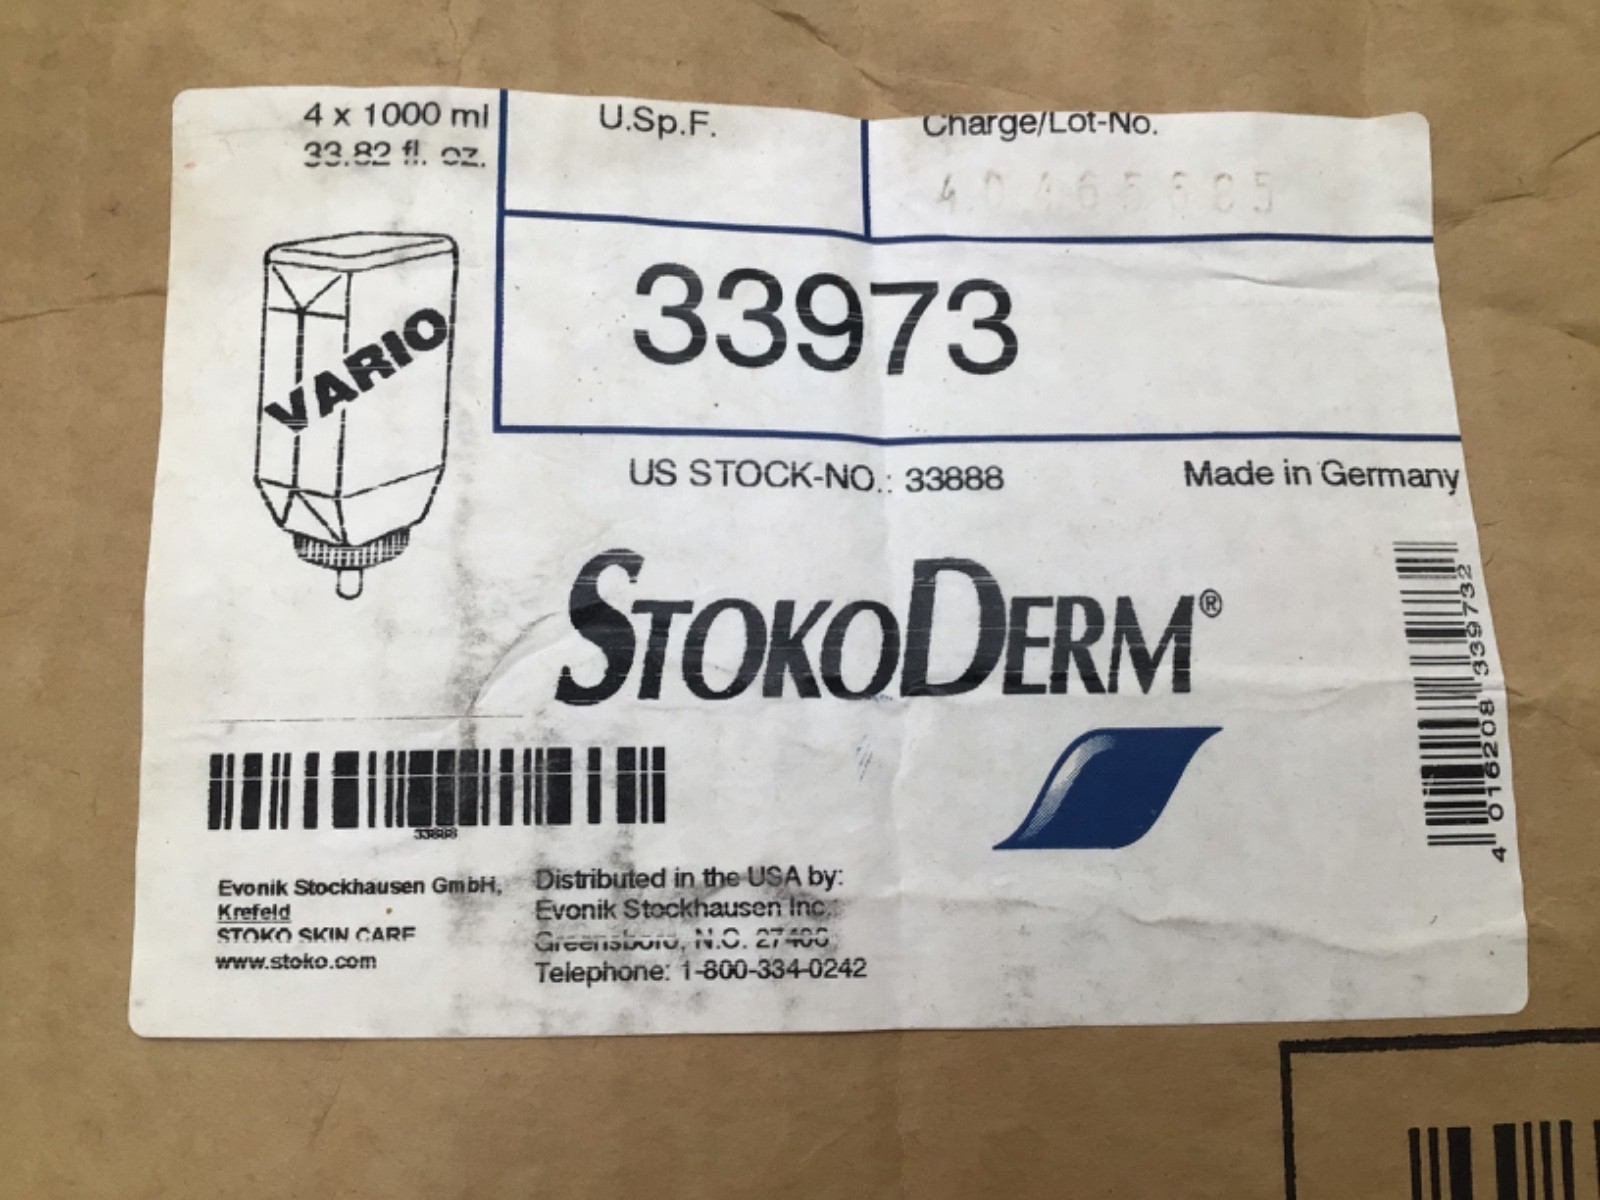 4 x 1000 ml
33.82 fl. oz.
U.Sp.F.
Charge/Lot-No.
33973
VARIO
US STOCK-NO.: 33888
Made in Germany
STOKODERM®
4 016208 339732
33888
Evonik Stockhausen GmbH,
Krefeld
STOKO SKIN CARE
www.stoko.com
Distributed in the USA by:
Evonik Stockhausen Inc.
Greensboro, N.C. 27406
Telephone: 1-800-334-0242